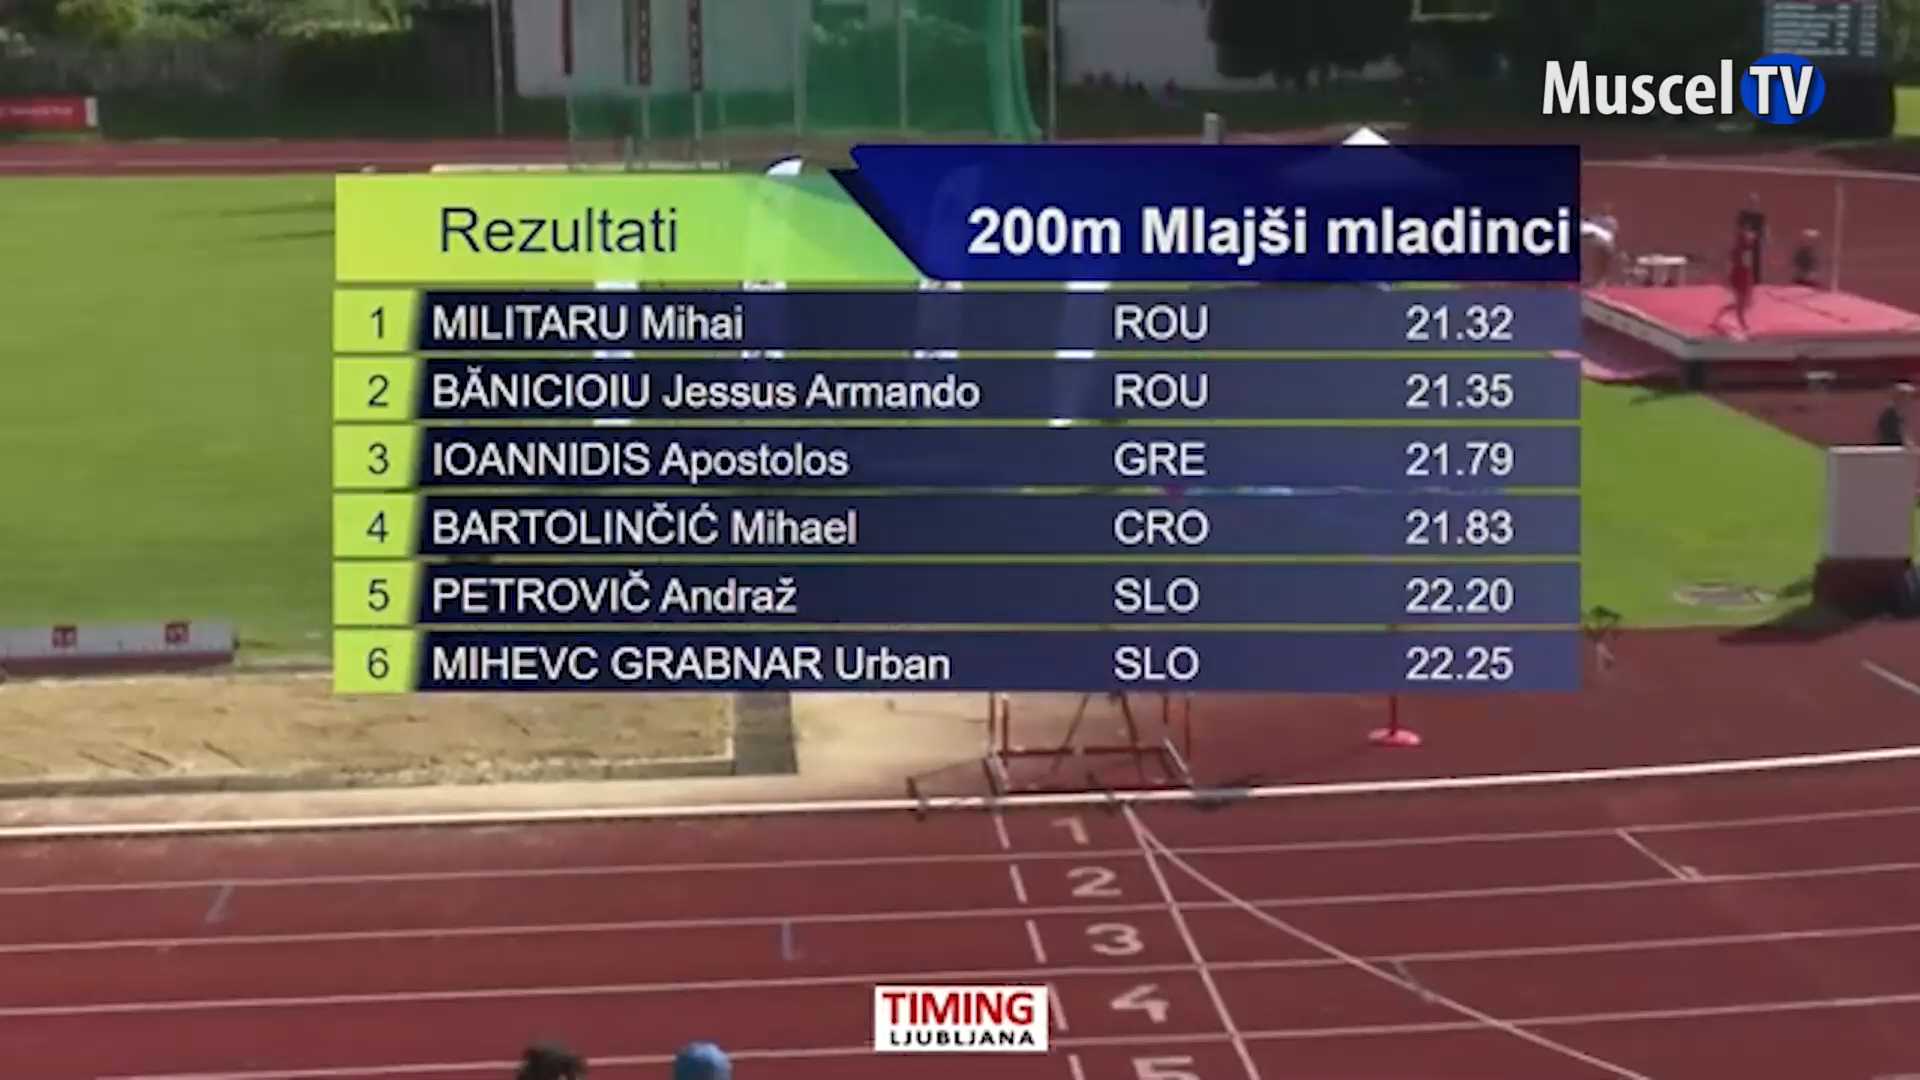 Muscel TV
Rezultati 200m Mlajši mladinci
1 MILITARU Mihai ROU 21.32
2 BĂNICIOIU Jessus Armando ROU 21.35
3 IOANNIDIS Apostolos GRE 21.79
4 BARTOLINČIĆ Mihael CRO 21.83
5 PETROVIČ Andraž SLO 22.20
6 MIHEVC GRABNAR Urban SLO 22.25
1
2
3
4
5
TIMING
LJUBLJANA